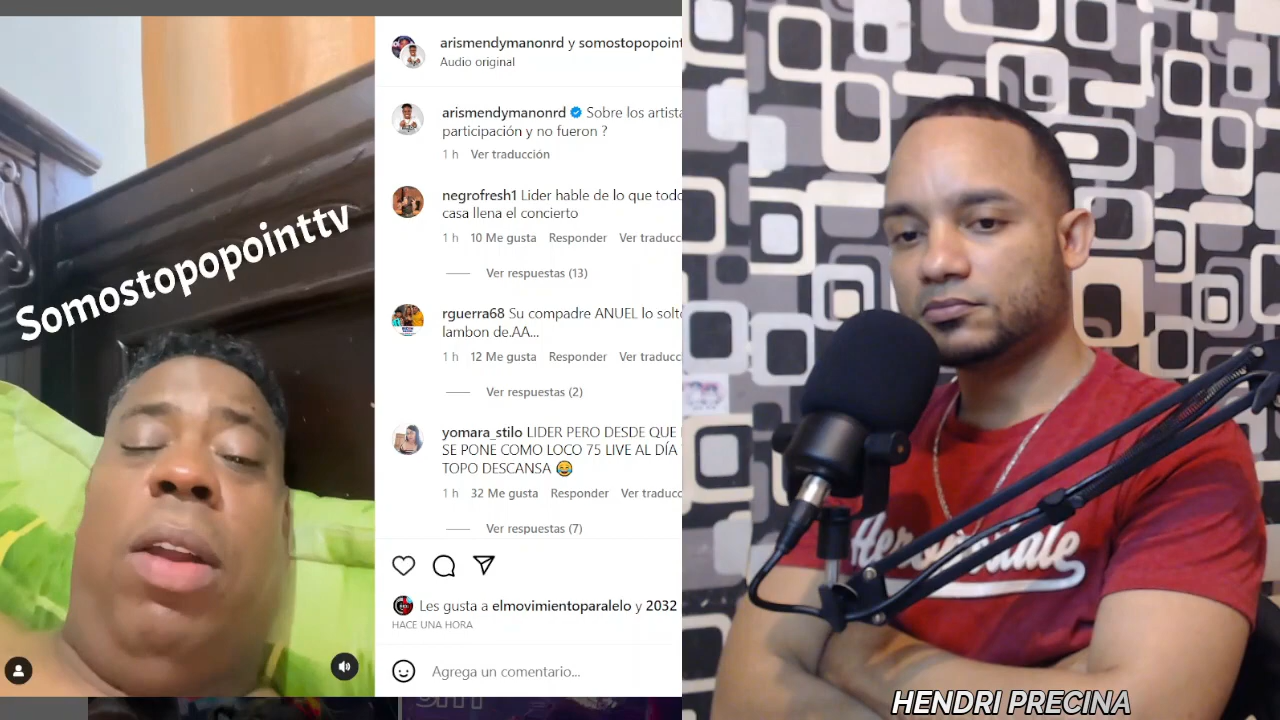 Somostopopointtv
arismendymanonrd y somostopopoint
Audio original
arismendymanonrd Sobre los artista
participación y no fueron ?
1 h Ver traducción
negrofresh1 Lider hable de lo que todo
casa llena el concierto
1 h 10 Me gusta Responder Ver traducc
Ver respuestas (13)
rguerra68 Su compadre ANUEL lo solto
lambon de.AA...
1 h 12 Me gusta Responder Ver traducc
Ver respuestas (2)
yomara_stilo LIDER PERO DESDE QUE
SE PONE COMO LOCO 75 LIVE AL DÍA
TOPO DESCANSA 😂
1 h 32 Me gusta Responder Ver traducc
Ver respuestas (7)
Les gusta a elmovimientoparalelo y 2032
HACE UNA HORA
Agrega un comentario...
HENDRI PRECINA